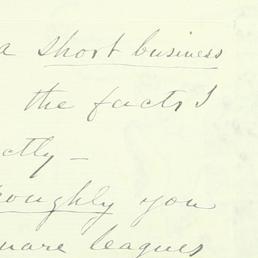 a short business
the facts I
ctly —
roughly you
uare leagues